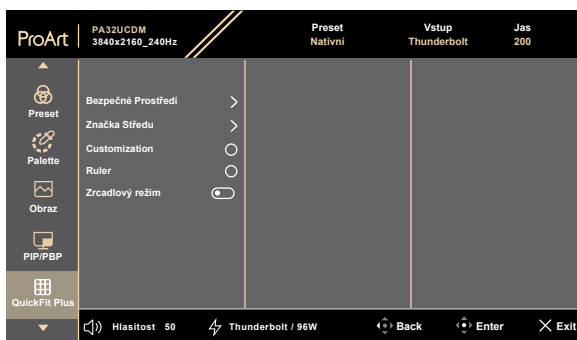 ProArt
PA32UCDM
3840x2160_240Hz
Preset
Nativní
Vstup
Thunderbolt
Jas
200
Preset
Palette
Obraz
PIP/PBP
QuickFit Plus
Bezpečné Prostředí
Značka Středu
Customization
Ruler
Zrcadlový režim
Hlasitost 50
Thunderbolt / 96W
Back
Enter
Exit